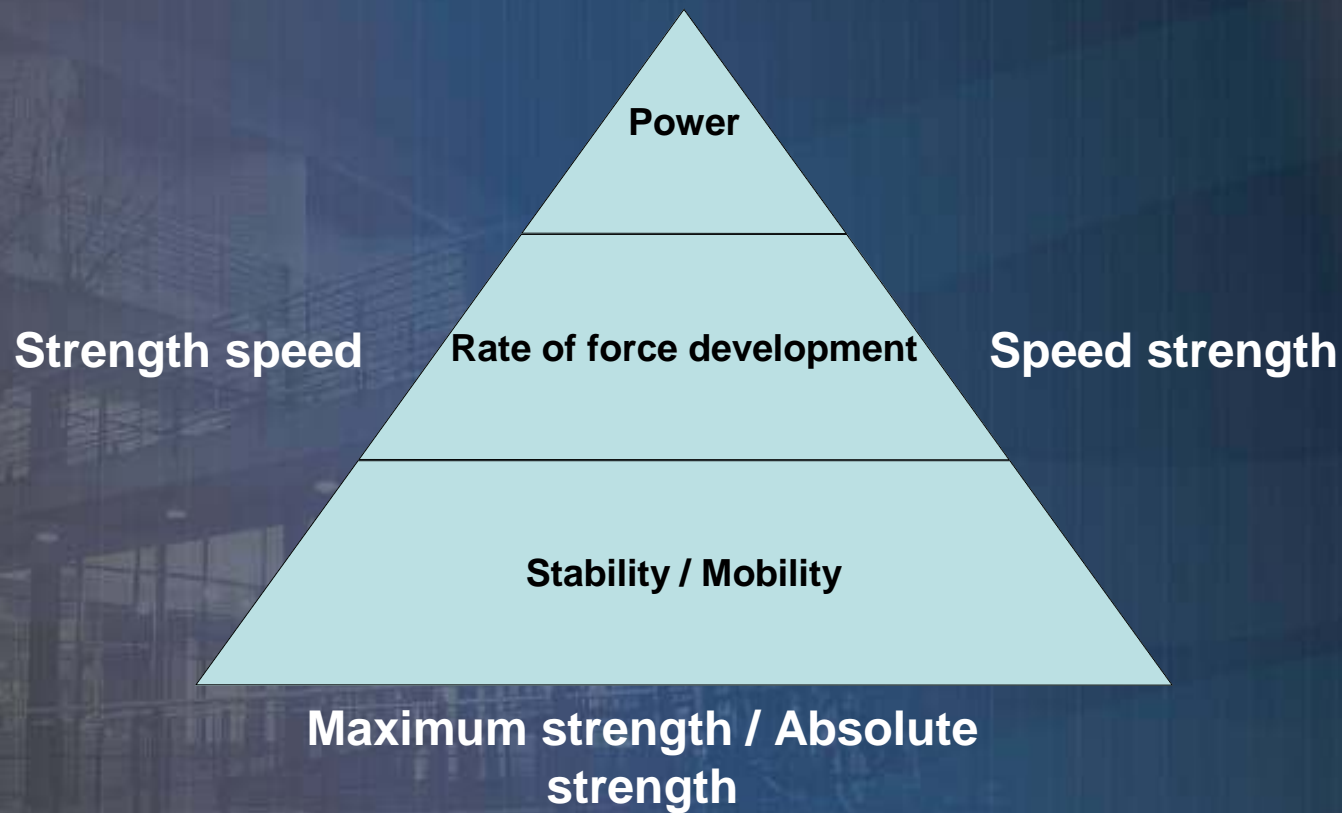 Power
Strength speed
Rate of force development
Speed strength
Stability / Mobility
Maximum strength / Absolute
strength